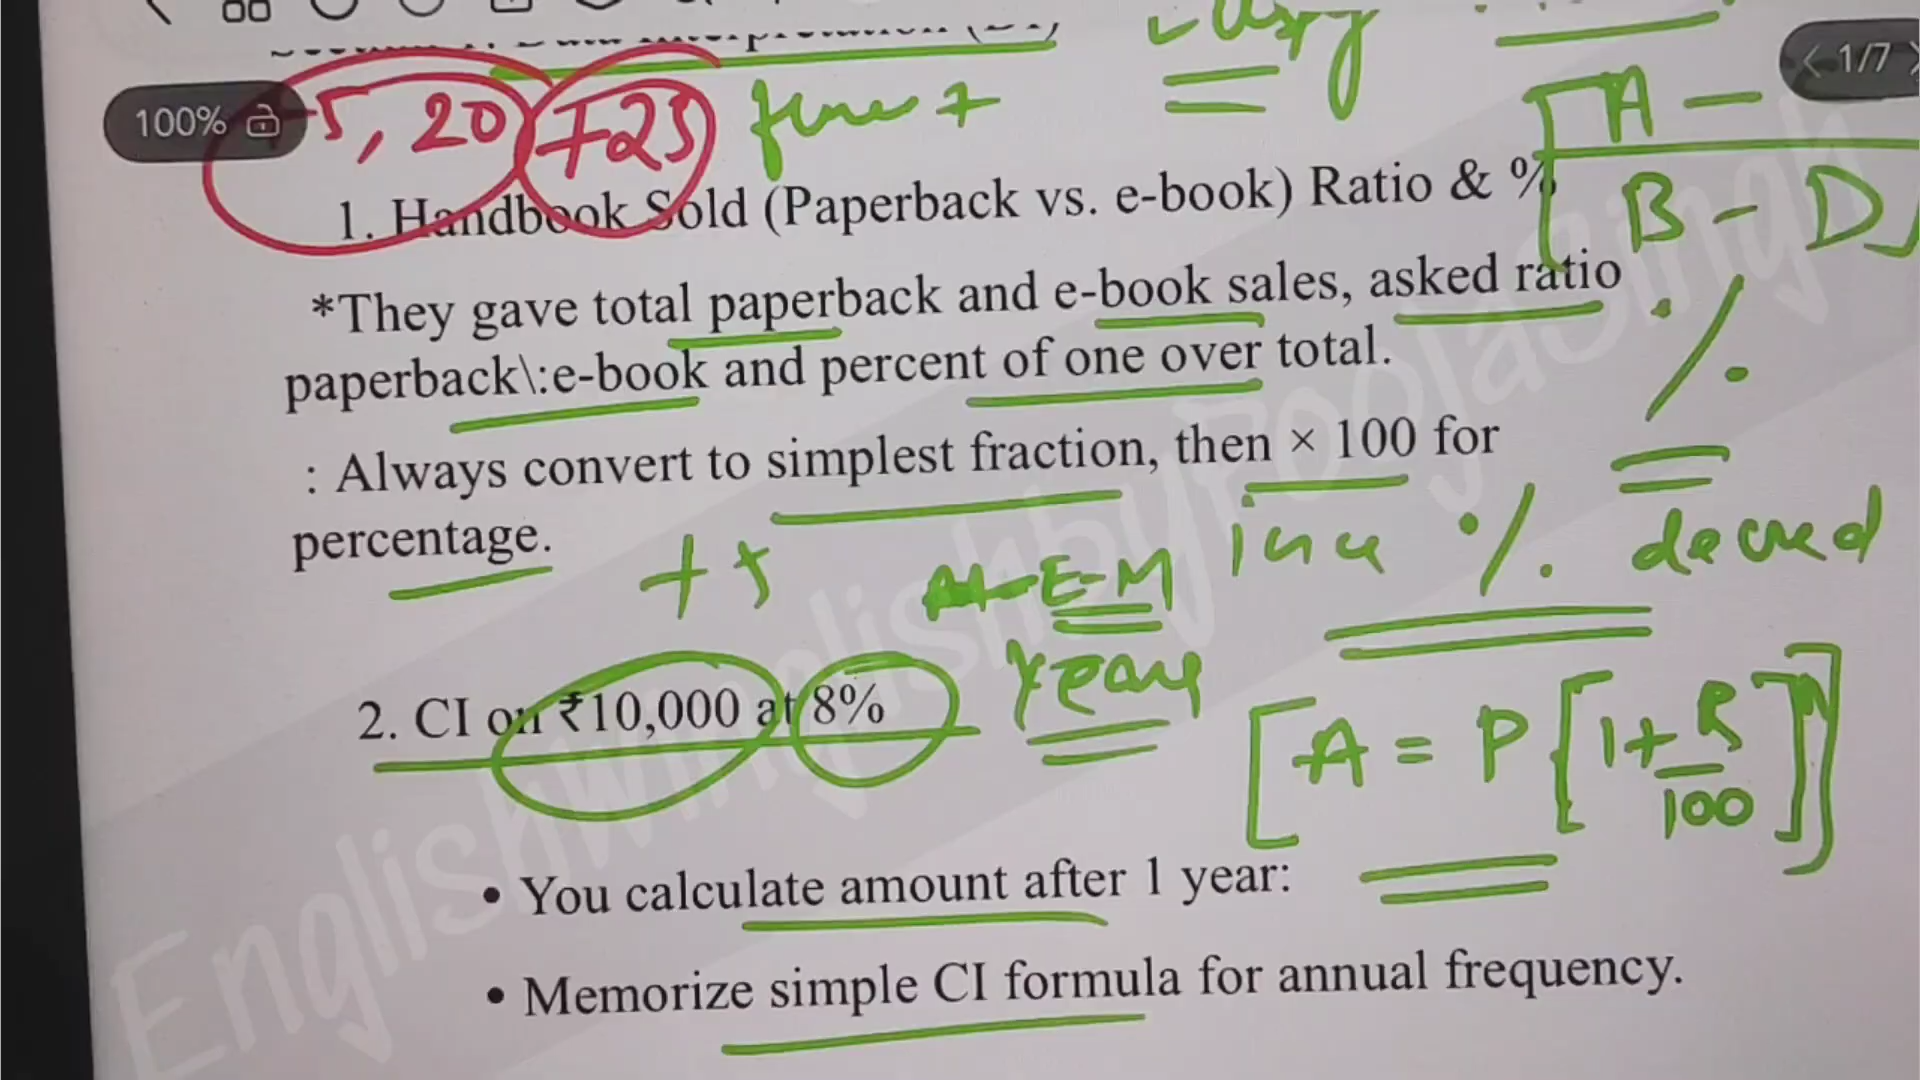 1/7
100%
5, 20 +25
A -
B - D
1. Handbook Sold (Paperback vs. e-book) Ratio & %
*They gave total paperback and e-book sales, asked ratio
paperback\:e-book and percent of one over total.
%
: Always convert to simplest fraction, then × 100 for
percentage.
E-M
%
2. CI on ₹10,000 at 8%
years
A = P [1+R/100]n
• You calculate amount after 1 year:
• Memorize simple CI formula for annual frequency.
EnglishwinglishbyPoojaSingh